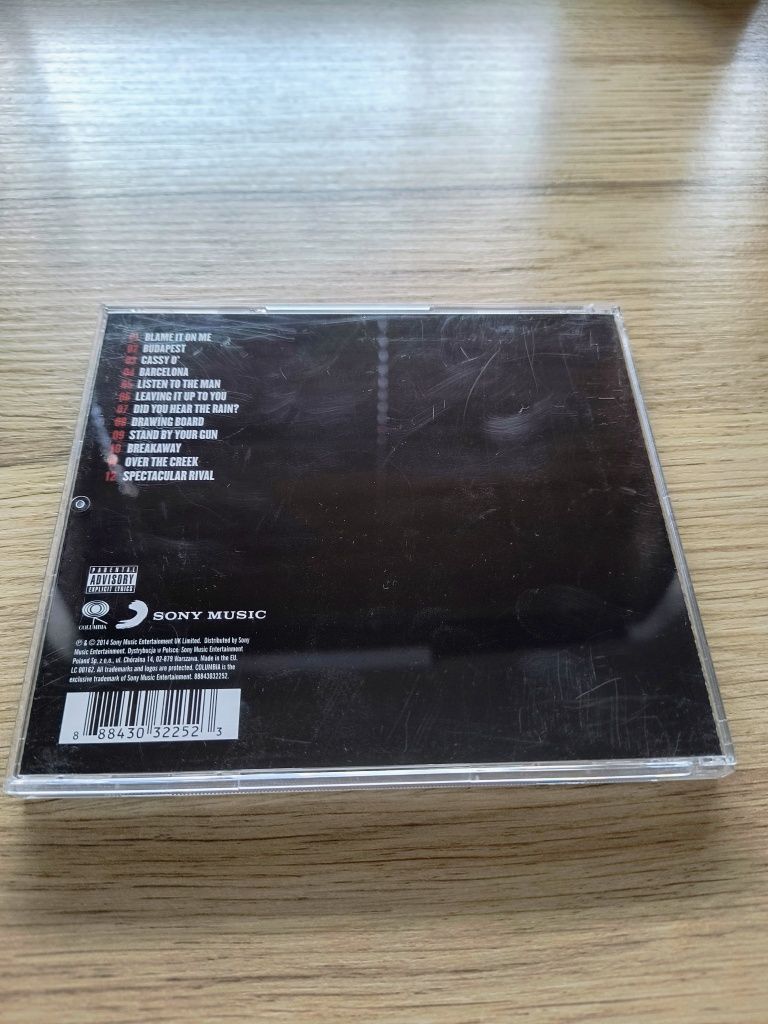 01 BLAME IT ON ME
02 BUDAPEST
03 CASSY O'
04 BARCELONA
05 LISTEN TO THE MAN
06 LEAVING IT UP TO YOU
07 DID YOU HEAR THE RAIN?
08 DRAWING BOARD
09 STAND BY YOUR GUN
10 BREAKAWAY
OVER THE CREEK
12 SPECTACULAR RIVAL
PARENTAL
ADVISORY
EXPLICIT LYRICS
COLUMBIA
SONY MUSIC
℗ & © 2014 Sony Music Entertainment UK Limited. Distributed by Sony
Music Entertainment. Dystrybucja w Polsce: Sony Music Entertainment
Poland Sp. z o.o., ul. Chóralna 14, 02-879 Warszawa. Made in the EU.
LC 00162. All trademarks and logos are protected. COLUMBIA is the
exclusive trademark of Sony Music Entertainment. 88843032252.
8 88430 32252 3